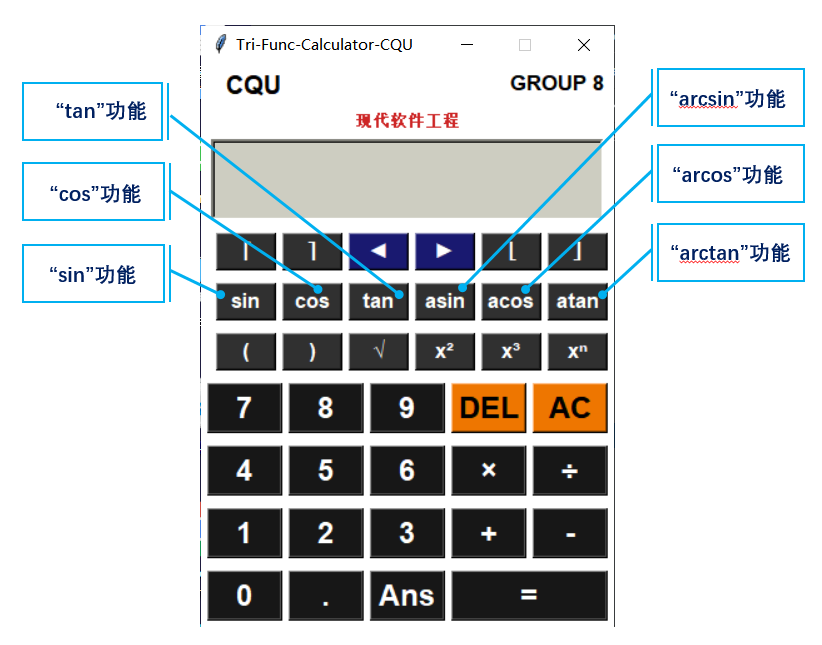 Tri-Func-Calculator-CQU
CQU
GROUP 8
现代软件工程
“tan”功能
“cos”功能
“sin”功能
“arcsin”功能
“arcos”功能
“arctan”功能
⌈ ⌉ ◄ ► ⌊ ⌋
sin cos tan asin acos atan
( ) √ x² x³ xⁿ
7 8 9 DEL AC
4 5 6 × ÷
1 2 3 + -
0 . Ans =